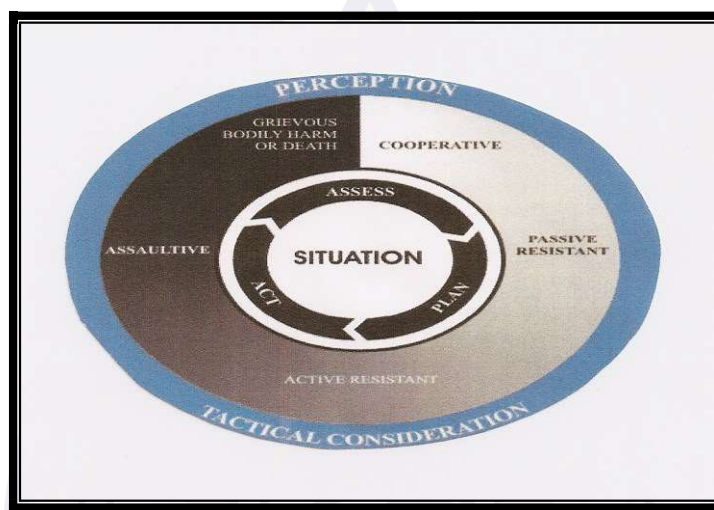 PERCEPTION
GRIEVOUS
BODILY HARM
OR DEATH
COOPERATIVE
ASSESS
ASSAULTIVE
SITUATION
PASSIVE
RESISTANT
ACT
PLAN
ACTIVE RESISTANT
TACTICAL CONSIDERATION